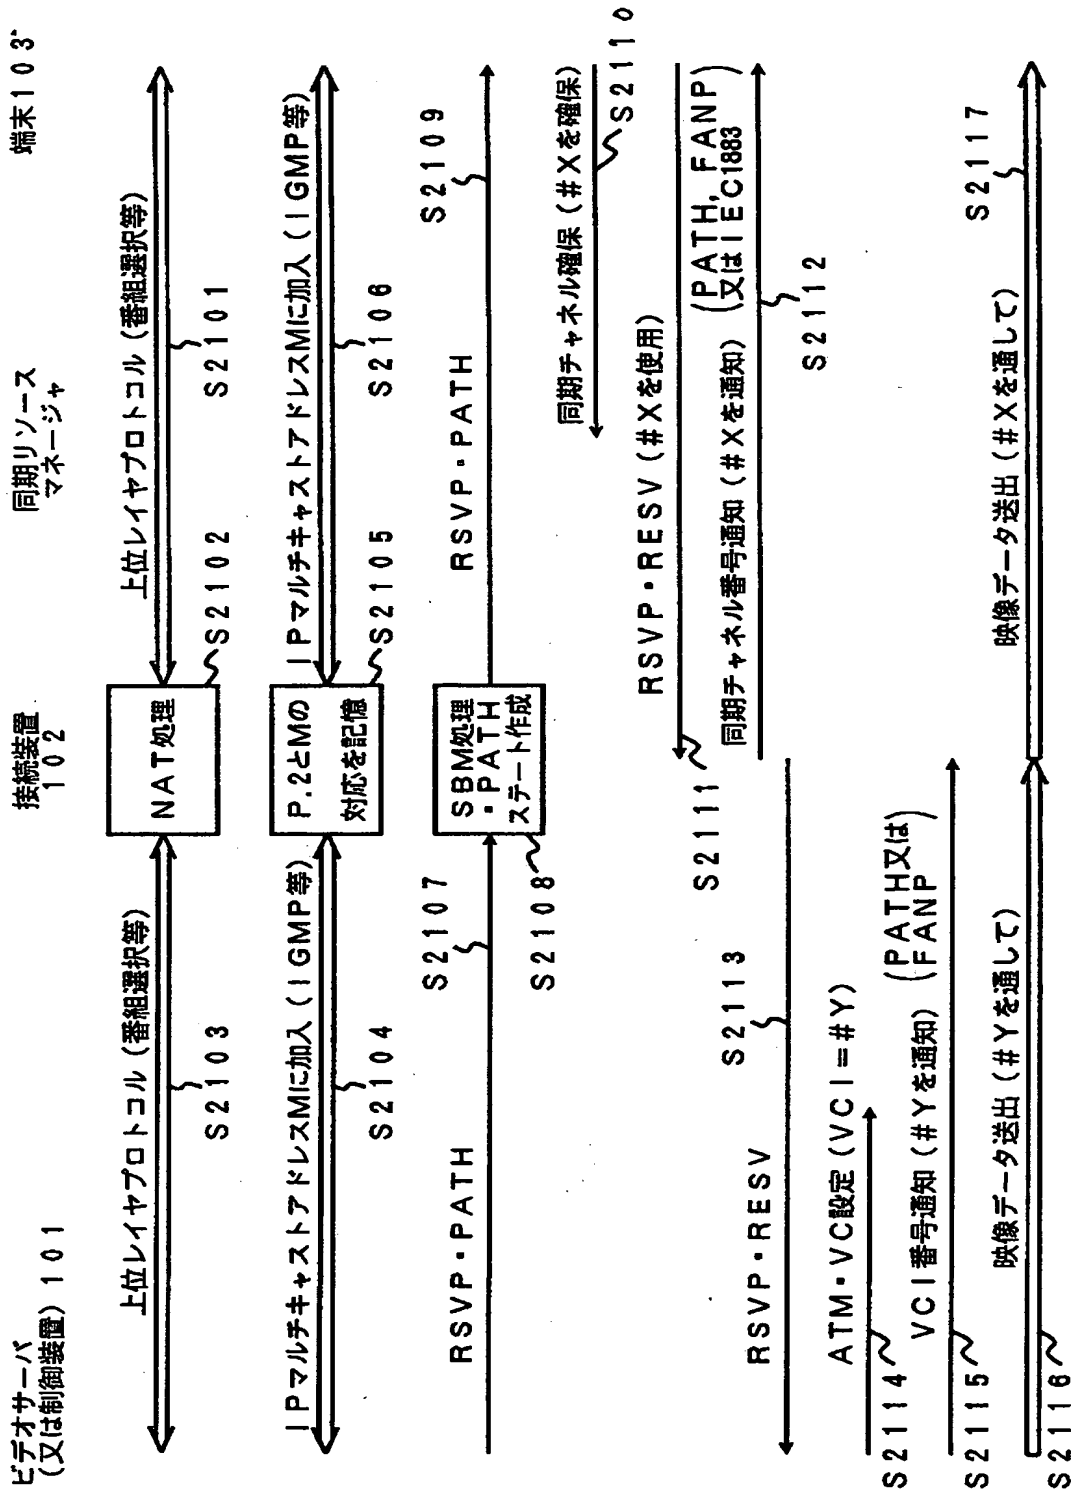 ビデオサーバ
(又は制御装置) 101
接続装置
102
同期リソース
マネージャ
端末103
上位レイヤプロトコル(番組選択等)
S2103
NAT処理
S2102
上位レイヤプロトコル(番組選択等)
S2101
IPマルチキャストアドレスMに加入(IGMP等)
S2104
P.2とMの
対応を記憶
S2105
IPマルチキャストアドレスMに加入(IGMP等)
S2106
RSVP・PATH
S2107
SBM処理
・PATH
ステート作成
S2108
RSVP・PATH
S2109
同期チャネル確保(#Xを確保)
S2110
RSVP・RESV(#Xを使用)
S2111
同期チャネル番号通知(#Xを通知)
(PATH, FANP
又はIEC1883)
S2112
RSVP・RESV
S2113
ATM・VC設定(VCI=#Y)
S2114
VCI番号通知(#Yを通知)
(PATH又は
FANP)
S2115
映像データ送出(#Yを通して)
S2116
映像データ送出(#Xを通して)
S2117